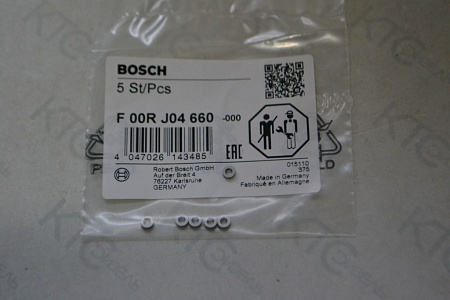 BOSCH
5 St/Pcs
F 00R J04 660 -000
4 047026 143485
EAC
Robert Bosch GmbH
Auf der Breit 4
76227 Karlsruhe
GERMANY
015110
375
Made in Germany
Fabriqué en Allemagne